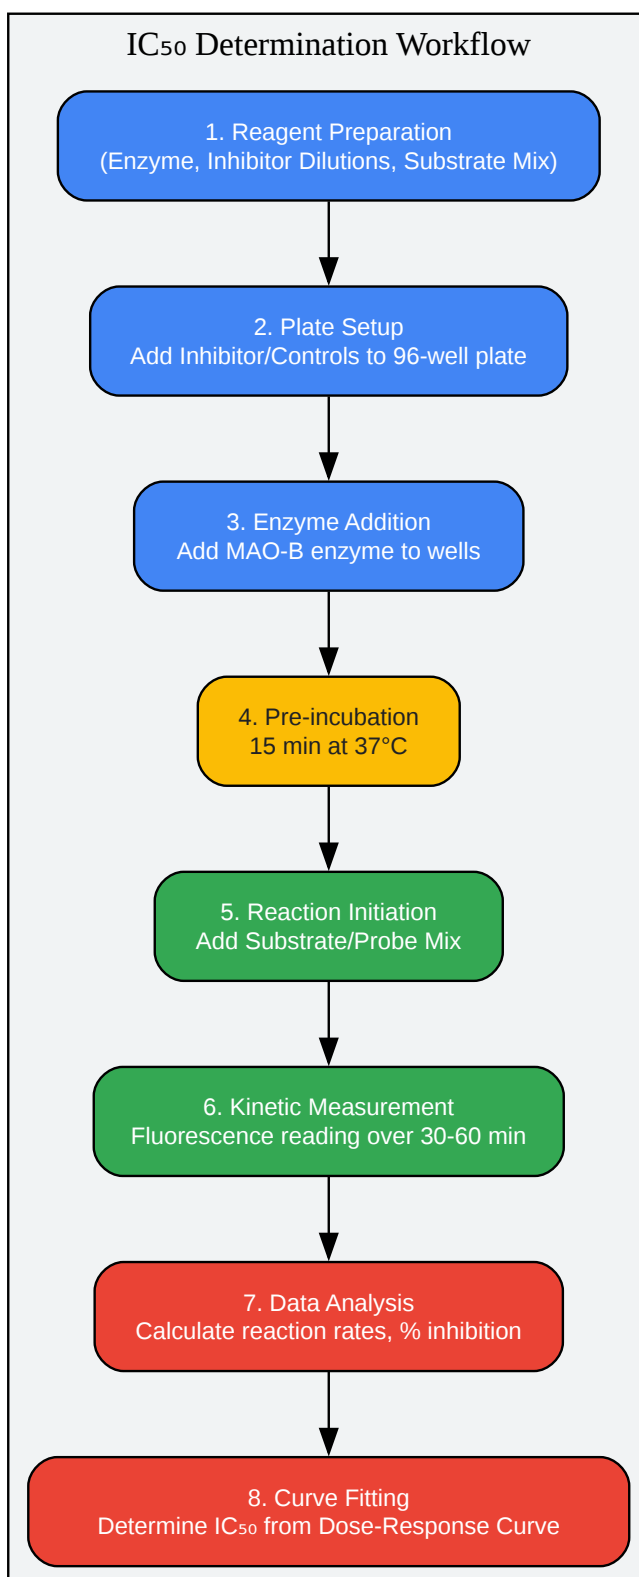 IC₅₀ Determination Workflow
1. Reagent Preparation
(Enzyme, Inhibitor Dilutions, Substrate Mix)
2. Plate Setup
Add Inhibitor/Controls to 96-well plate
3. Enzyme Addition
Add MAO-B enzyme to wells
4. Pre-incubation
15 min at 37°C
5. Reaction Initiation
Add Substrate/Probe Mix
6. Kinetic Measurement
Fluorescence reading over 30-60 min
7. Data Analysis
Calculate reaction rates, % inhibition
8. Curve Fitting
Determine IC₅₀ from Dose-Response Curve